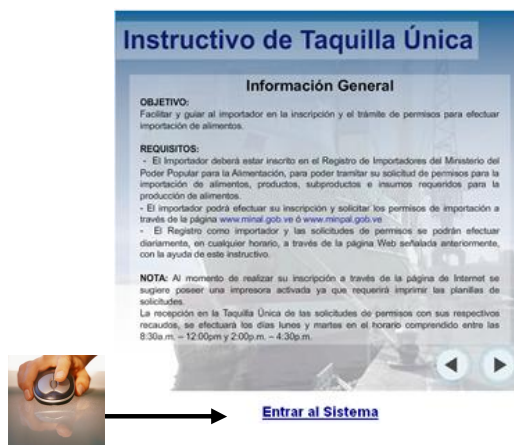 Instructivo de Taquilla Única
Información General
OBJETIVO:
Facilitar y guiar al importador en la inscripción y el trámite de permisos para efectuar
importación de alimentos.
REQUISITOS:
- El Importador deberá estar inscrito en el Registro de Importadores del Ministerio del
Poder Popular para la Alimentación, para poder tramitar su solicitud de permisos para la
importación de alimentos, productos, subproductos e insumos requeridos para la
producción de alimentos.
- El importador podrá efectuar su inscripción y solicitar los permisos de importación a
través de la página www.minal.gob.ve ó www.minpal.gob.ve
- El Registro como importador y las solicitudes de permisos se podrán efectuar
diariamente, en cualquier horario, a través de la página Web señalada anteriormente,
con la ayuda de este instructivo.
NOTA: Al momento de realizar su inscripción a través de la página de Internet se
sugiere poseer una impresora activada ya que requerirá imprimir las planillas de
solicitudes.
La recepción en la Taquilla Única de las solicitudes de permisos con sus respectivos
recaudos, se efectuará los días lunes y martes en el horario comprendido entre las
8:30a.m. – 12:00pm y 2:00p.m. – 4:30p.m.
Entrar al Sistema